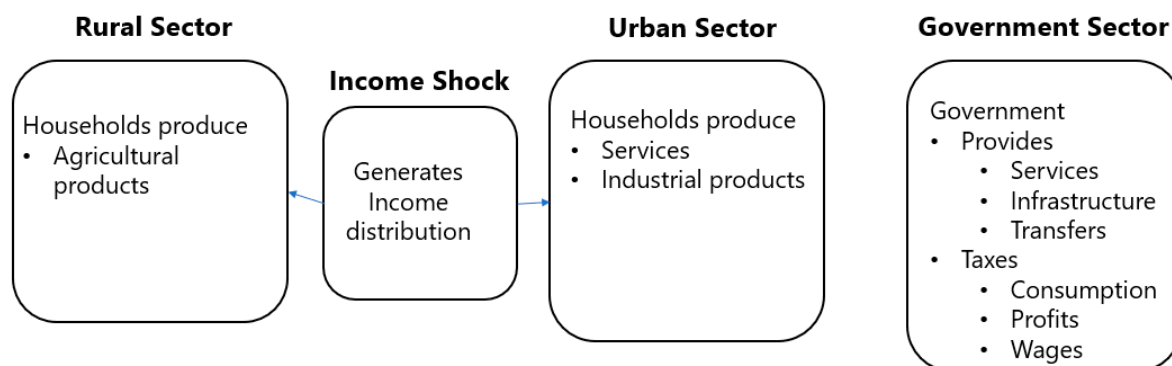 Rural Sector
Households produce
• Agricultural
products
Income Shock
Generates
Income
distribution
Urban Sector
Households produce
• Services
• Industrial products
Government Sector
Government
• Provides
• Services
• Infrastructure
• Transfers
• Taxes
• Consumption
• Profits
• Wages